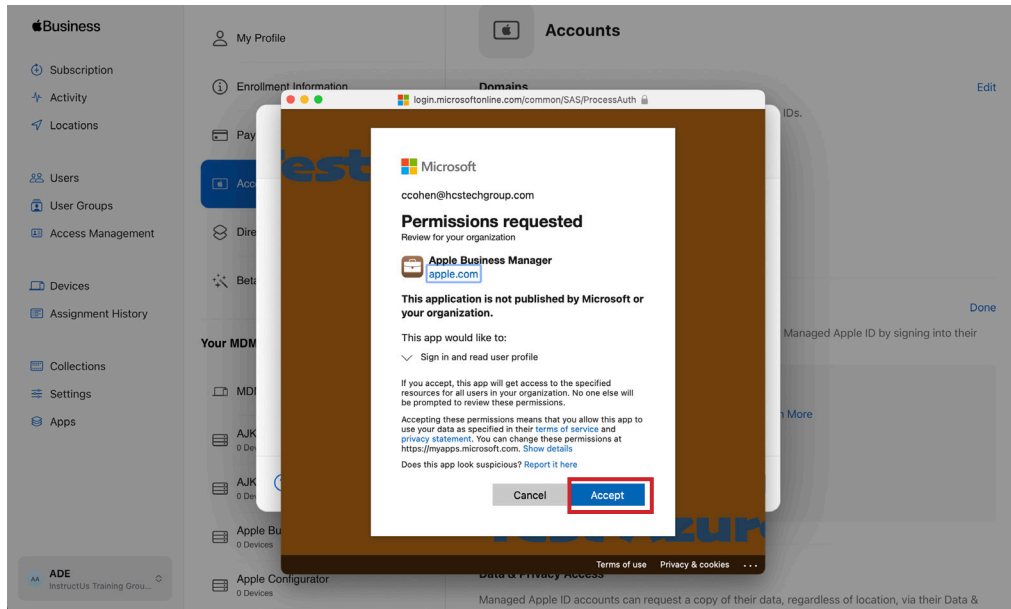 Business
Subscription
Activity
Locations
Users
User Groups
Access Management
Devices
Assignment History
Collections
Settings
Apps
AA
ADE
InstructUs Training Grou...
My Profile
Enrollment Information
Pay
Acc
Dire
Beta
Your MDM
MDM
AJK
0 Dev
AJK
0 Dev
Apple Bu
0 Devices
Apple Configurator
0 Devices
Accounts
Domains
Edit
IDs.
Done
Managed Apple ID by signing into their
n More
Data & Privacy Access
Managed Apple ID accounts can request a copy of their data, regardless of location, via their Data &
login.microsoftonline.com/common/SAS/ProcessAuth
Test
Microsoft
ccohen@hcstechgroup.com
Permissions requested
Review for your organization
Apple Business Manager
apple.com
This application is not published by Microsoft or
your organization.
This app would like to:
Sign in and read user profile
If you accept, this app will get access to the specified
resources for all users in your organization. No one else will
be prompted to review these permissions.
Accepting these permissions means that you allow this app to
use your data as specified in their terms of service and
privacy statement. You can change these permissions at
https://myapps.microsoft.com. Show details
Does this app look suspicious? Report it here
Cancel
Accept
Test Azure
Terms of use Privacy & cookies ...